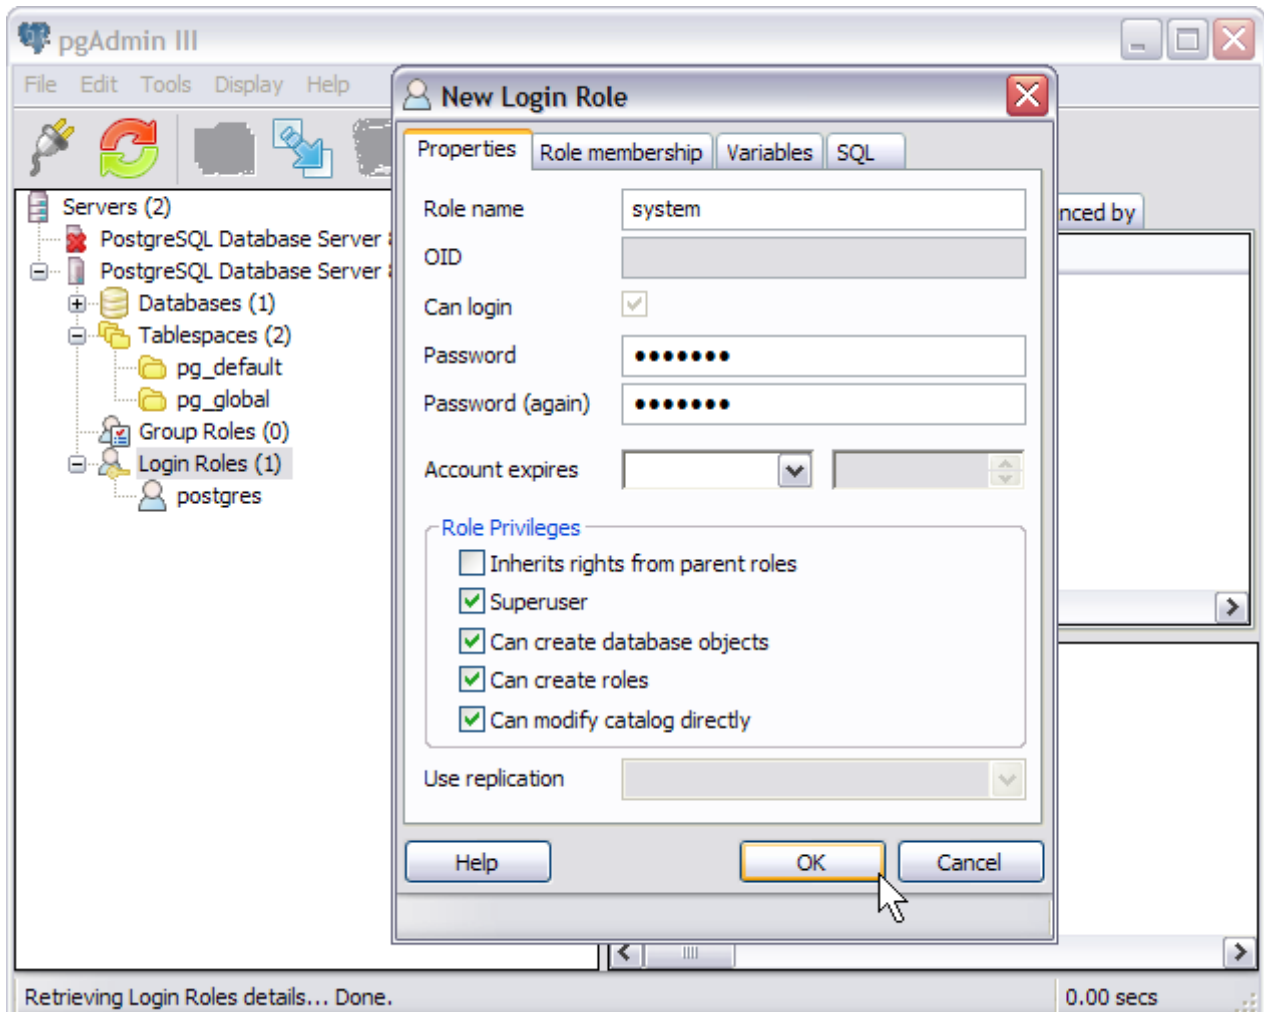 pgAdmin III
File Edit Tools Display Help
New Login Role
Properties Role membership Variables SQL
Servers (2)
PostgreSQL Database Server
PostgreSQL Database Server
Databases (1)
Tablespaces (2)
pg_default
pg_global
Group Roles (0)
Login Roles (1)
postgres
Role name system
OID
Can login
Password •••••••
Password (again) •••••••
Account expires
Role Privileges
Inherits rights from parent roles
Superuser
Can create database objects
Can create roles
Can modify catalog directly
Use replication
Help OK Cancel
nced by
Retrieving Login Roles details... Done. 0.00 secs